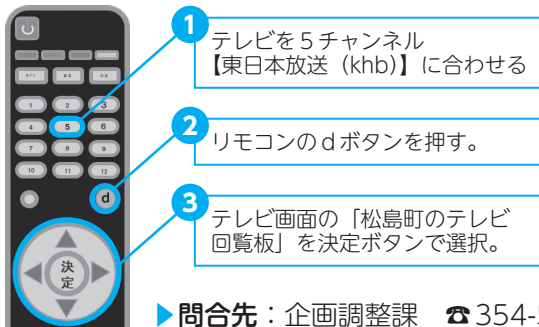 1
テレビを5チャンネル
【東日本放送（khb）】に合わせる
2
リモコンのdボタンを押す。
3
テレビ画面の「松島町のテレビ
回覧板」を決定ボタンで選択。
BS
CS
1 2 3
4 5 6
7 8 9
10 11 12
d
決
定
▶問合先：企画調整課 ☎354-